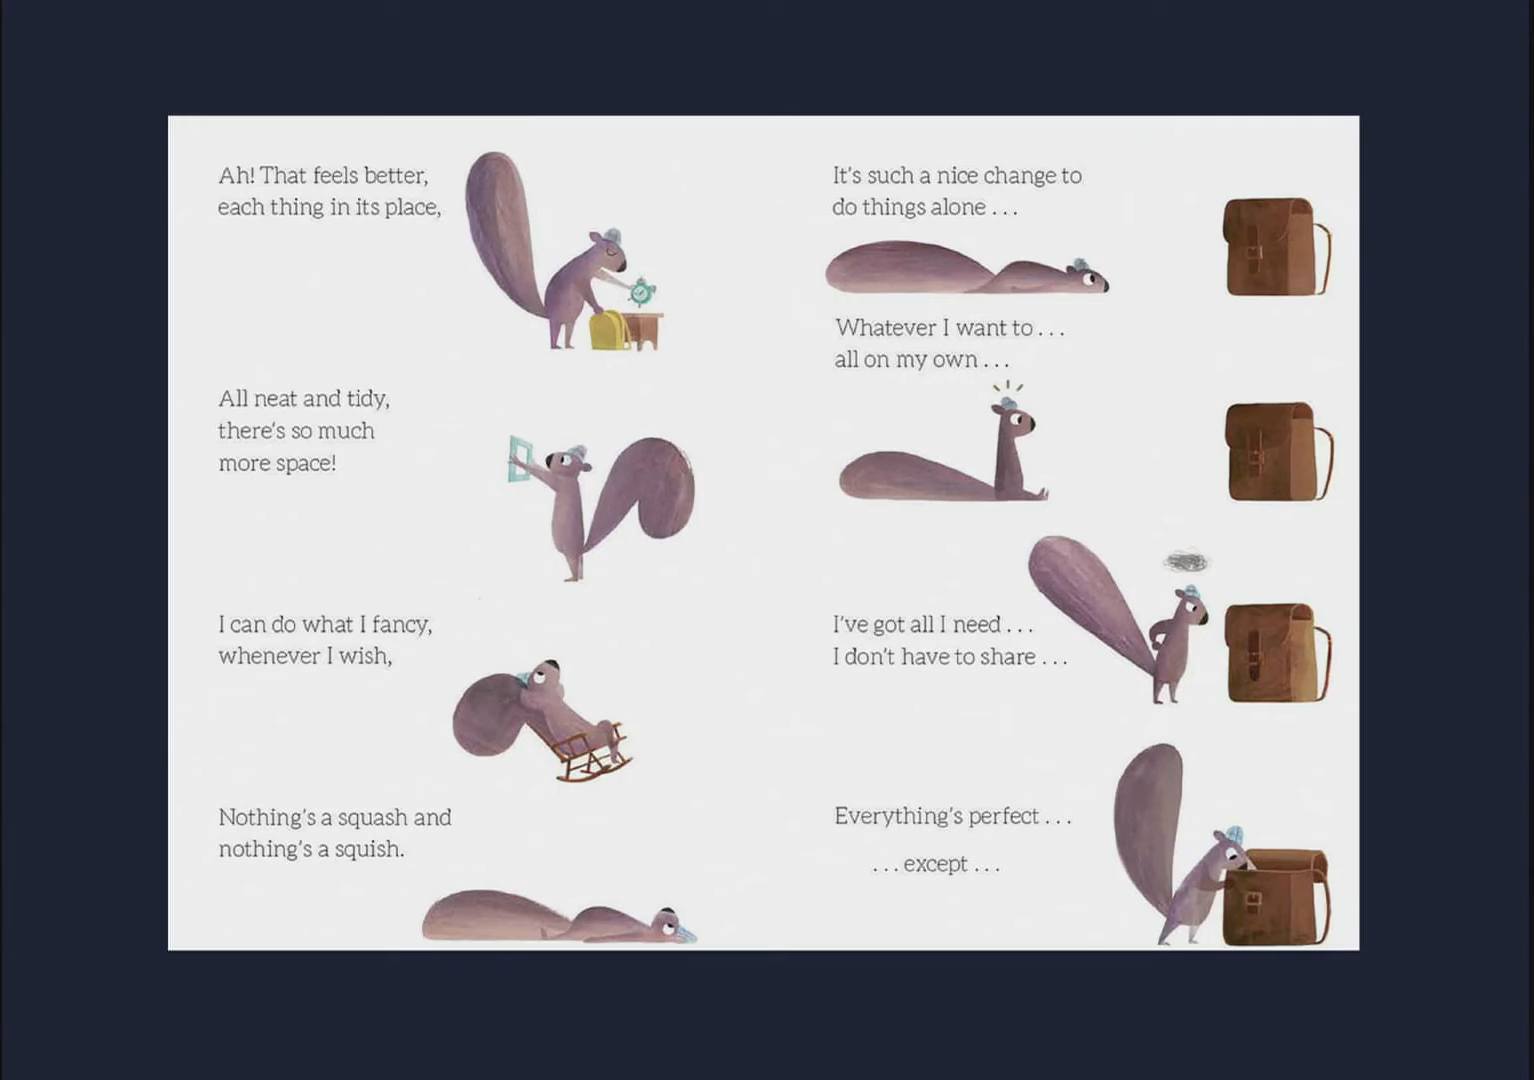 Ah! That feels better,
each thing in its place,
All neat and tidy,
there's so much
more space!
I can do what I fancy,
whenever I wish,
Nothing's a squash and
nothing's a squish.
It's such a nice change to
do things alone . . .
Whatever I want to . . .
all on my own . . .
I've got all I need . . .
I don't have to share . . .
Everything's perfect . . .
. . . except . . .